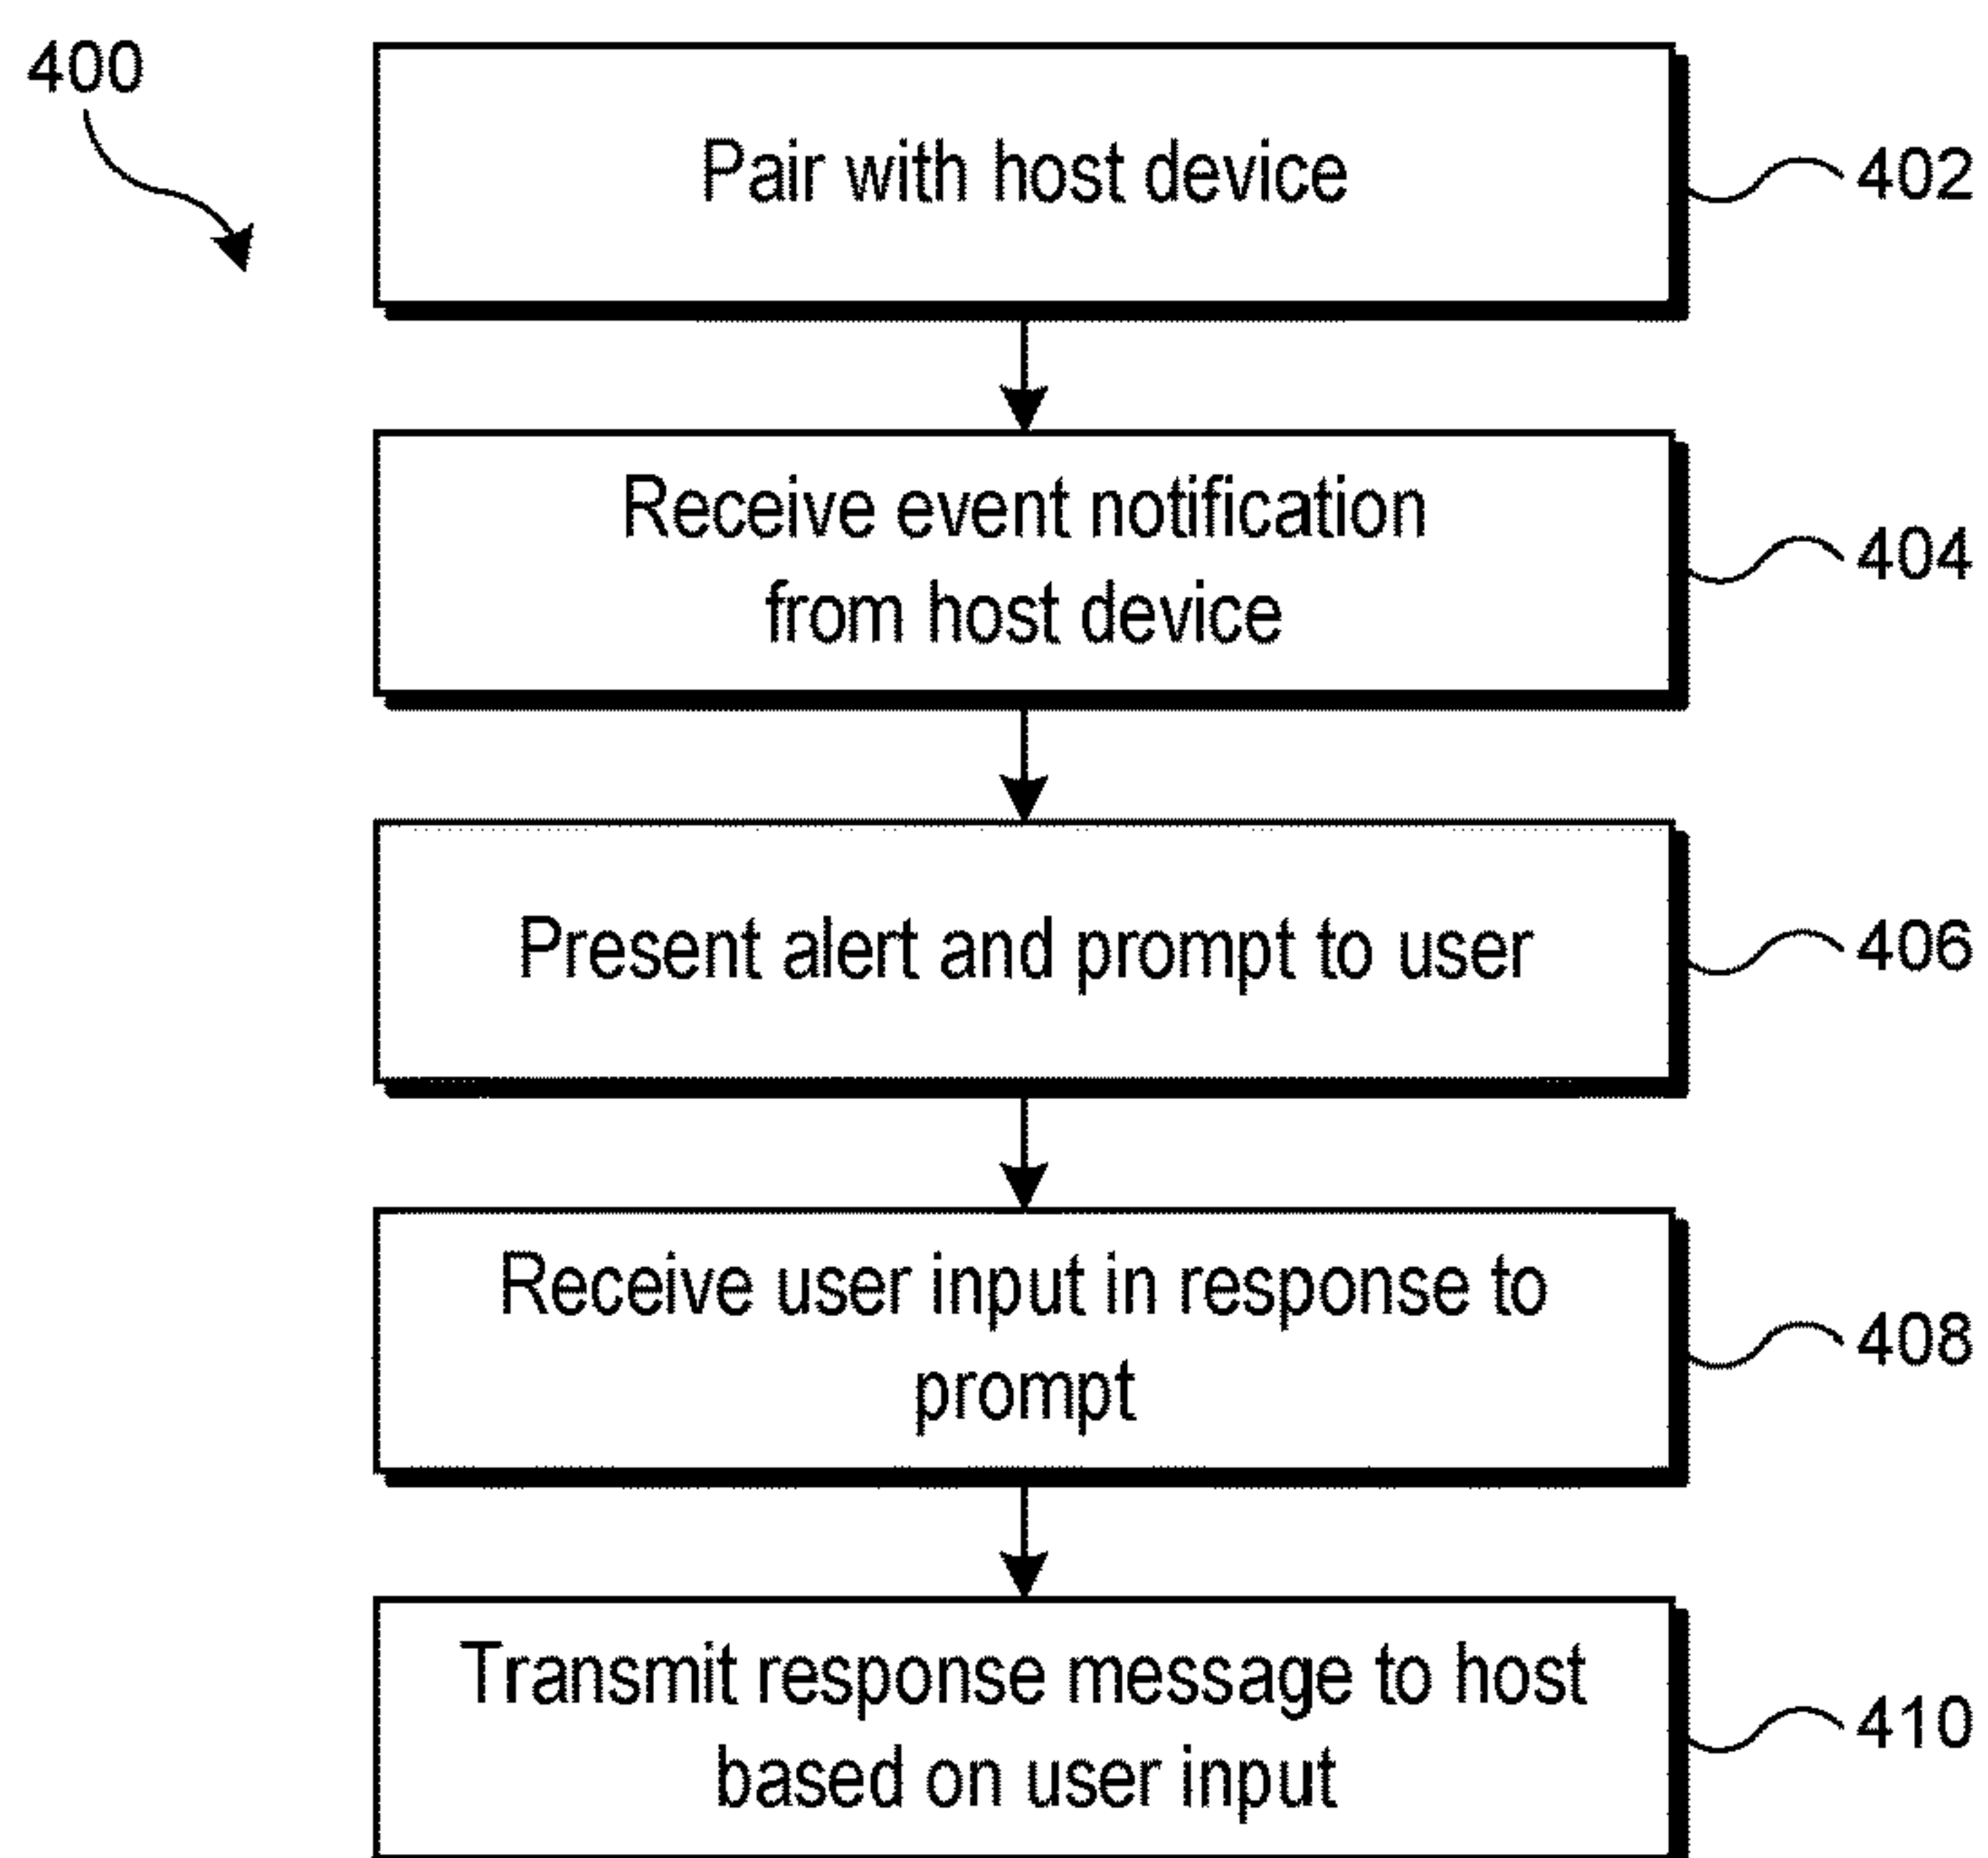 400
Pair with host device
402
Receive event notification
from host device
404
Present alert and prompt to user
406
Receive user input in response to
prompt
408
Transmit response message to host
based on user input
410